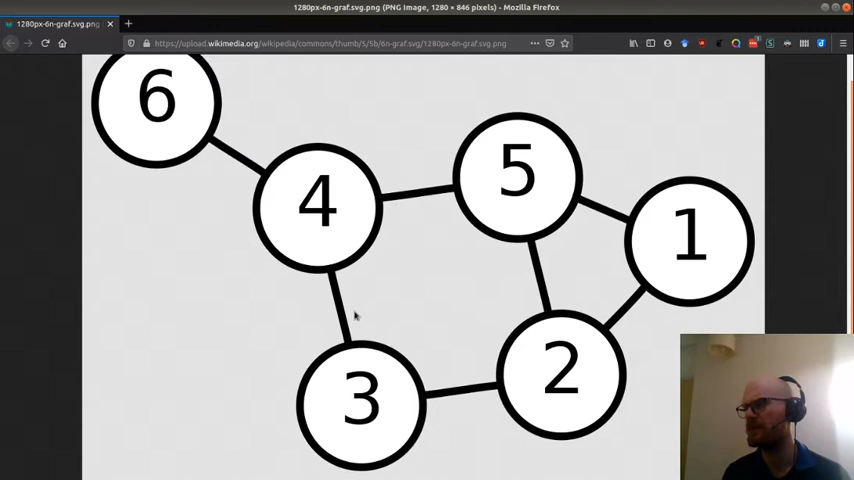 1280px-6n-graf.svg.png (PNG Image, 1280 × 846 pixels) - Mozilla Firefox
1280px-6n-graf.svg.png
https://upload.wikimedia.org/wikipedia/commons/thumb/5/5b/6n-graf.svg/1280px-6n-graf.svg.png
6
5
4
1
2
3